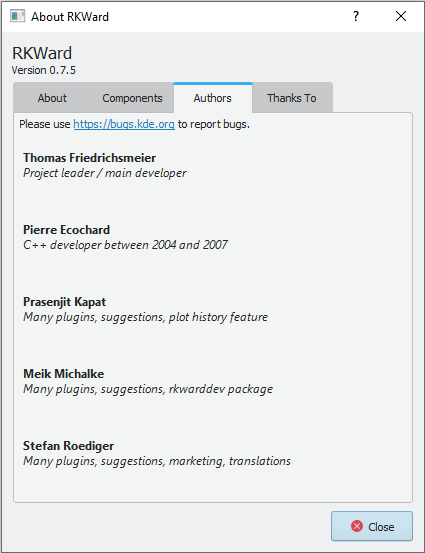 About RKWard
?
RKWard
Version 0.7.5
About Components Authors Thanks To
Please use https://bugs.kde.org to report bugs.
Thomas Friedrichsmeier
Project leader / main developer
Pierre Ecochard
C++ developer between 2004 and 2007
Prasenjit Kapat
Many plugins, suggestions, plot history feature
Meik Michalke
Many plugins, suggestions, rkwarddev package
Stefan Roediger
Many plugins, suggestions, marketing, translations
Close